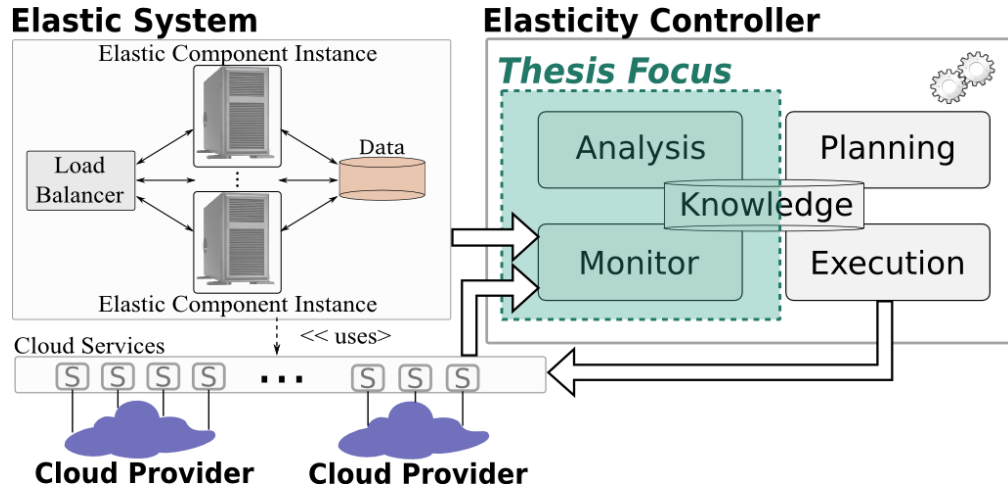 Elastic System
Elasticity Controller
Elastic Component Instance
Thesis Focus
Load
Balancer
Data
Elastic Component Instance
Analysis
Planning
Knowledge
Monitor
Execution
<< uses>
Cloud Services
S S S S ... S S S
Cloud Provider
Cloud Provider